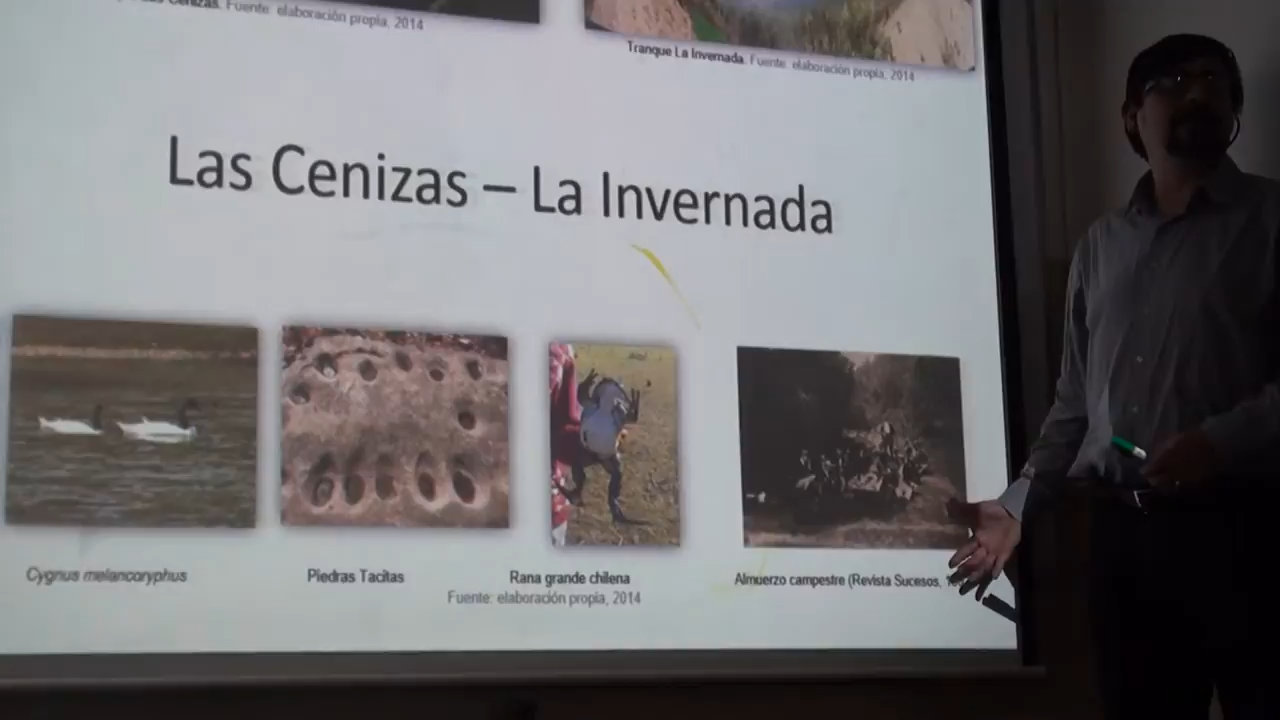 Cenizas. Fuente: elaboración propia, 2014
Tranque La Invernada. Fuente: elaboración propia, 2014
Las Cenizas – La Invernada
Cygnus melancoryphus
Piedras Tacitas
Rana grande chilena
Fuente: elaboración propia, 2014
Almuerzo campestre (Revista Sucesos,